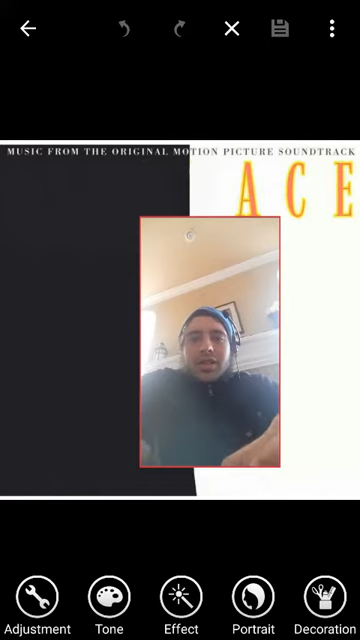 MUSIC FROM THE ORIGINAL MOTION PICTURE SOUNDTRACK
ACE
Adjustment Tone Effect Portrait Decoration